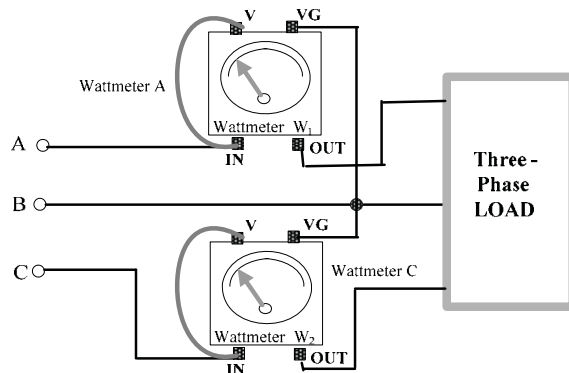 V
VG
Wattmeter A
Wattmeter W1
A
IN
OUT
Three -
Phase
LOAD
B
V
VG
Wattmeter C
C
Wattmeter W2
IN
OUT